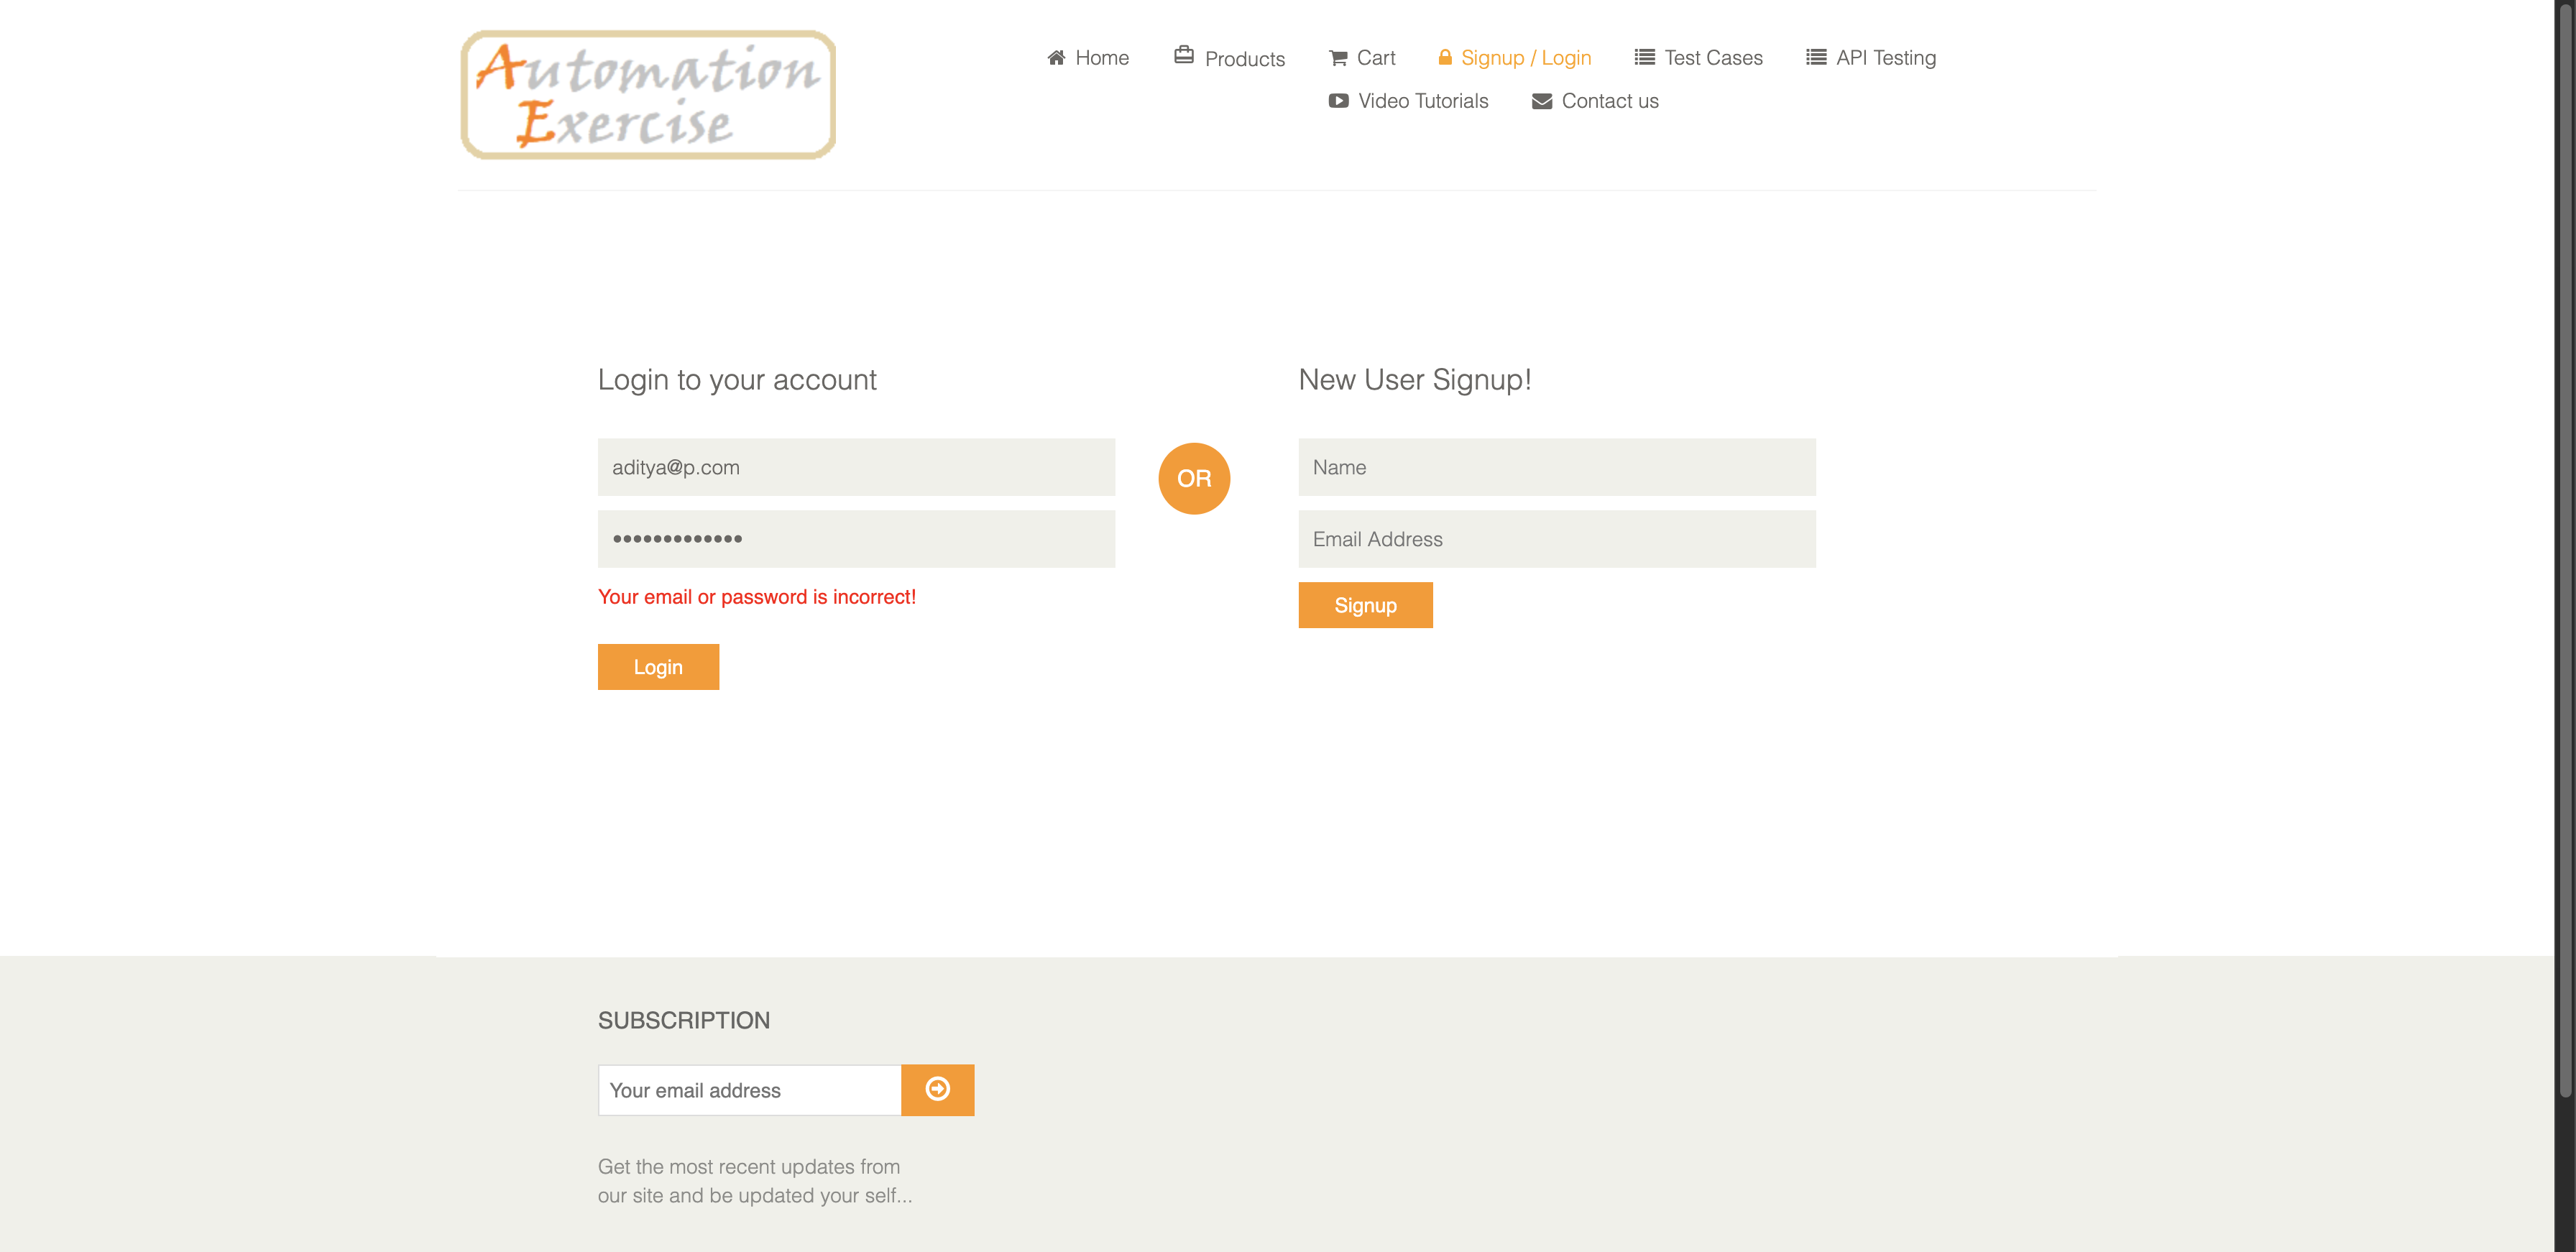 Automation
Exercise
Home Products Cart Signup / Login Test Cases API Testing
Video Tutorials Contact us
Login to your account
aditya@p.com
•••••••••••••
Your email or password is incorrect!
Login
OR
New User Signup!
Name
Email Address
Signup
SUBSCRIPTION
Your email address
Get the most recent updates from
our site and be updated your self...